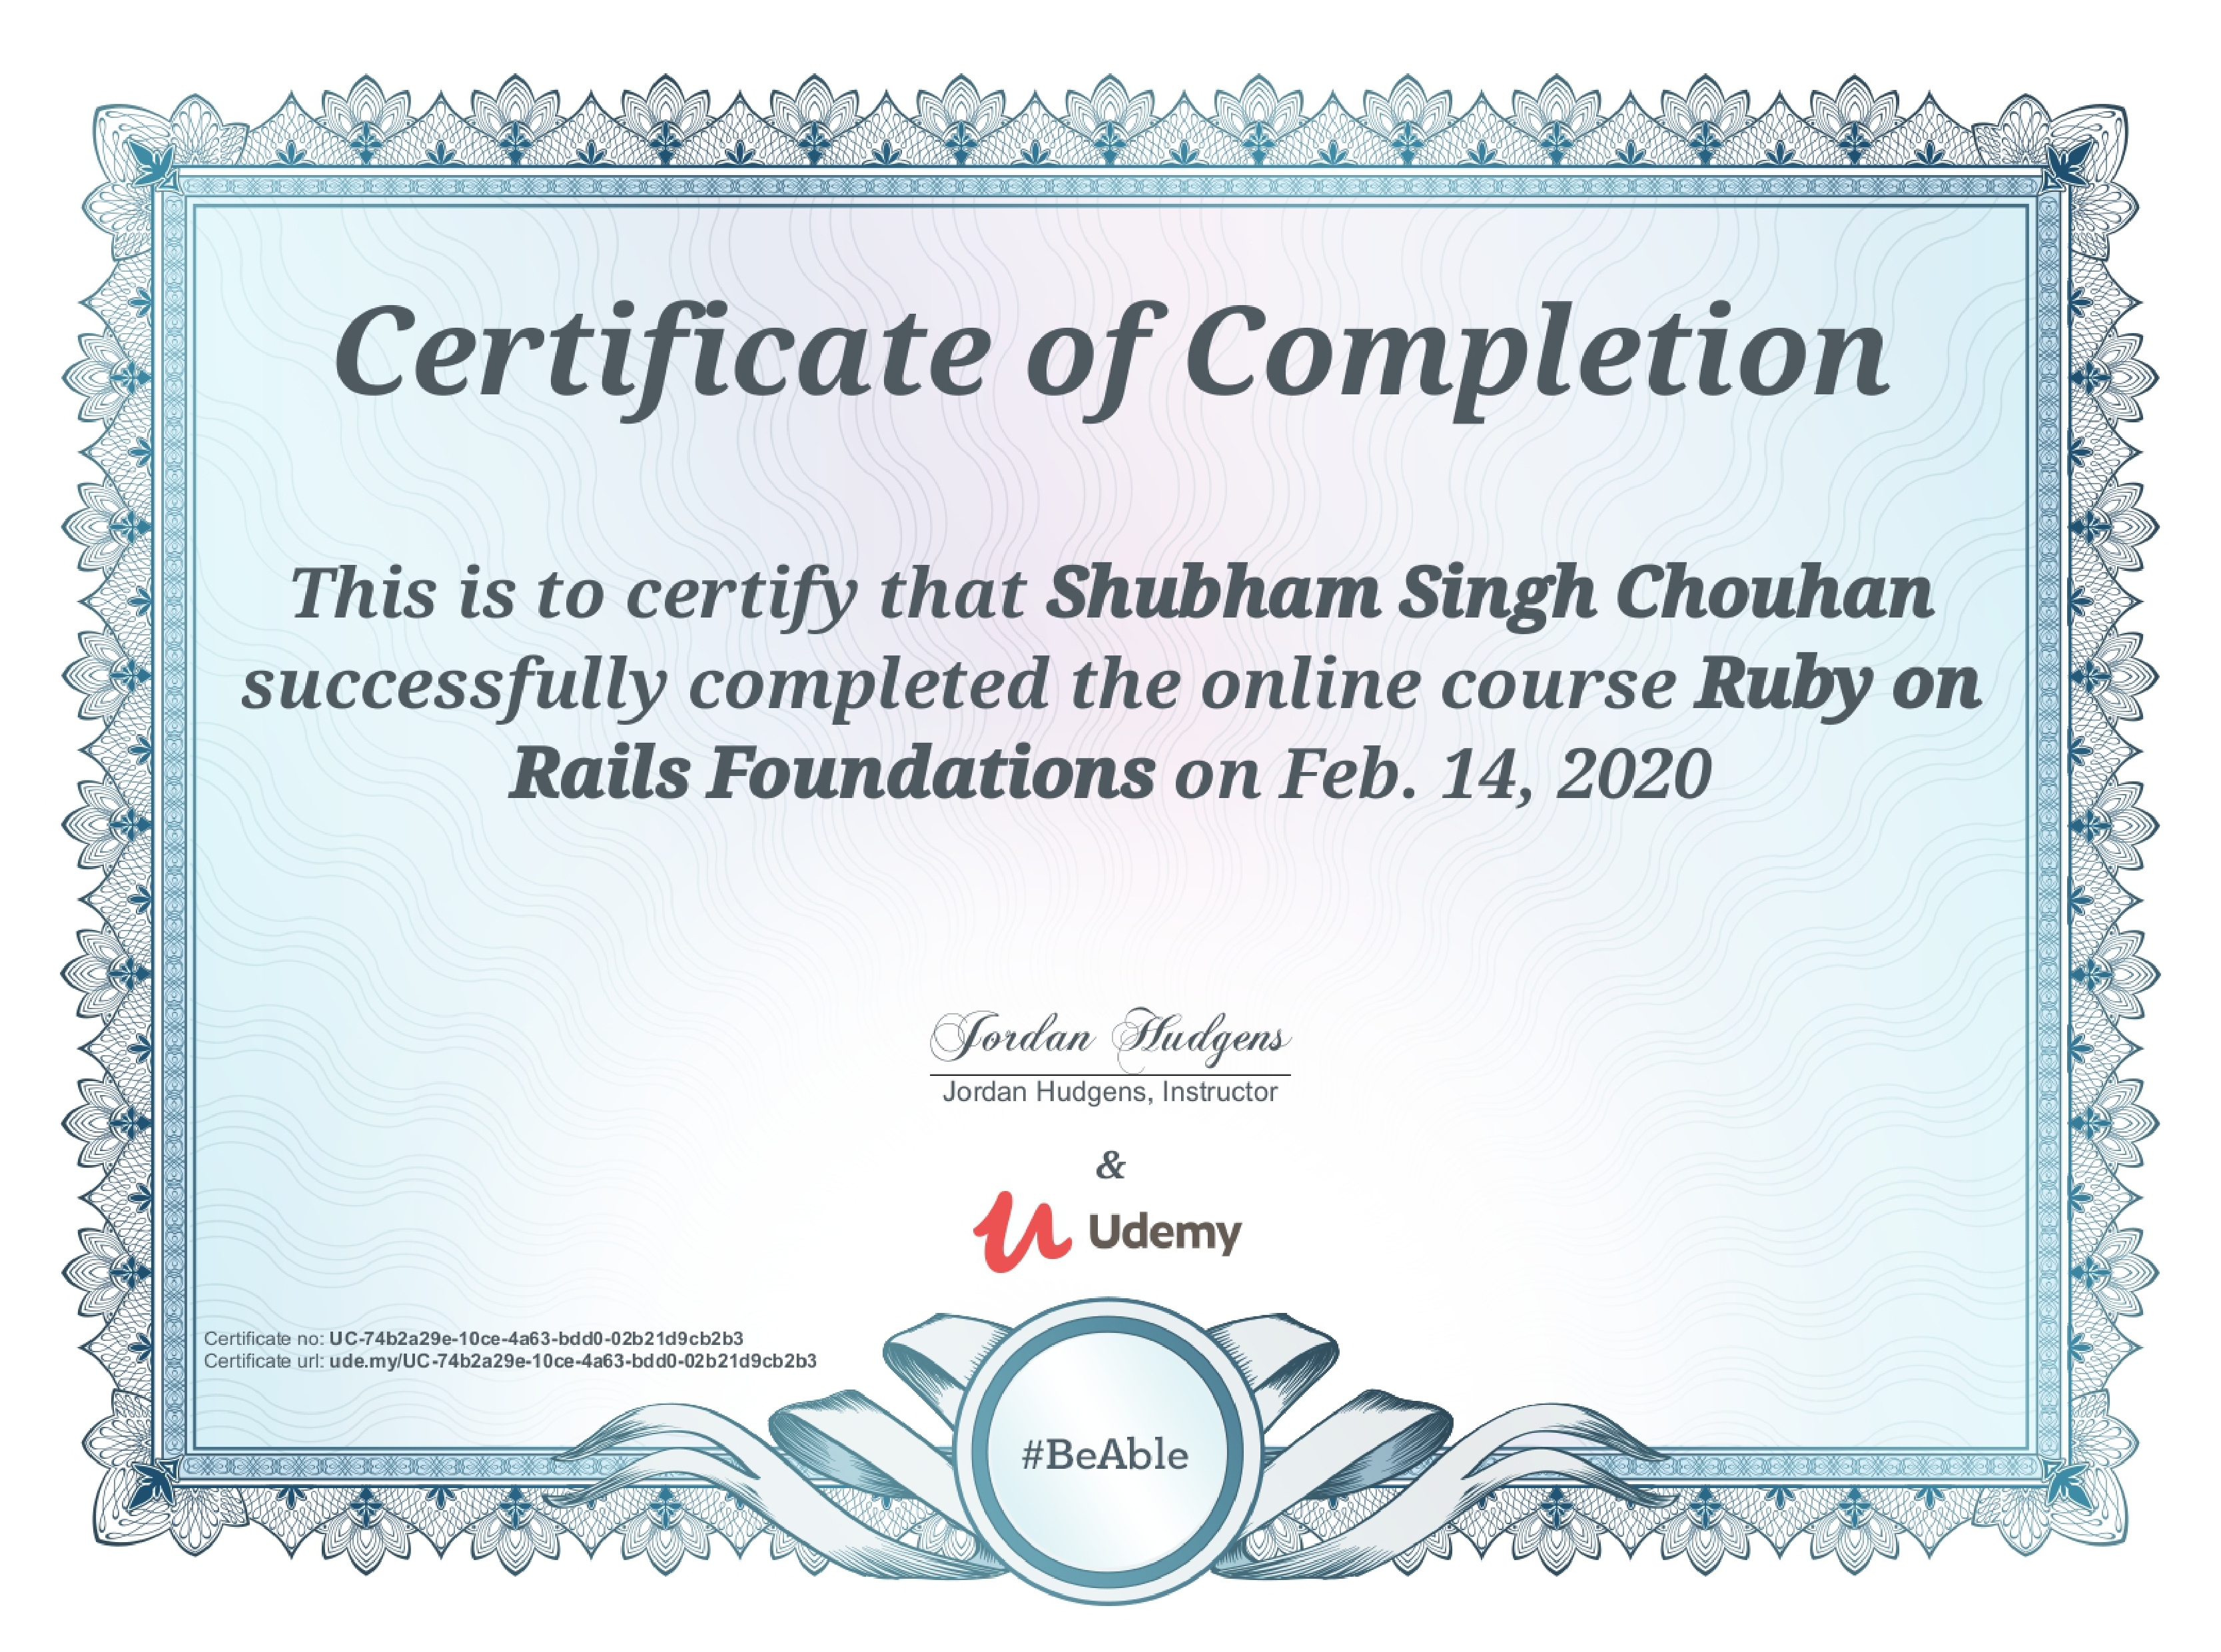 Certificate of Completion
This is to certify that Shubham Singh Chouhan
successfully completed the online course Ruby on
Rails Foundations on Feb. 14, 2020
Jordan Hudgens
Jordan Hudgens, Instructor
&
Udemy
Certificate no: UC-74b2a29e-10ce-4a63-bdd0-02b21d9cb2b3
Certificate url: ude.my/UC-74b2a29e-10ce-4a63-bdd0-02b21d9cb2b3
#BeAble